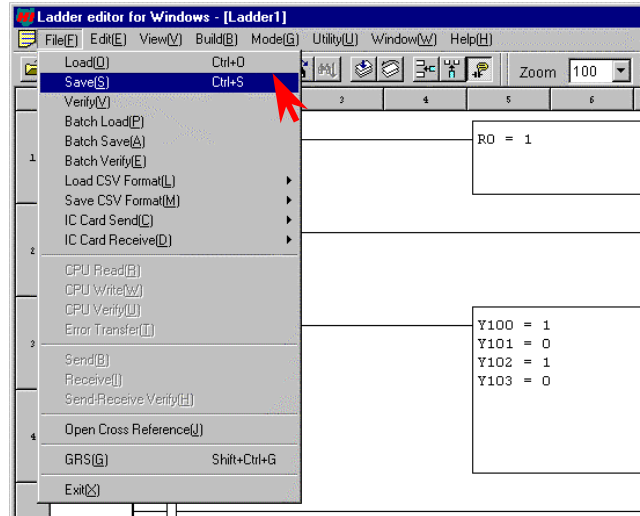 Ladder editor for Windows - [Ladder1]
File(F) Edit(E) View(V) Build(B) Mode(G) Utility(U) Window(W) Help(H)
Zoom 100
3 4 5 6
Load(O) Ctrl+O
Save(S) Ctrl+S
Verify(V)
Batch Load(P)
Batch Save(A)
Batch Verify(E)
Load CSV Format(L)
Save CSV Format(M)
IC Card Send(C)
IC Card Receive(D)
CPU Read(R)
CPU Write(W)
CPU Verify(U)
Error Transfer(T)
Send(B)
Receive(I)
Send-Receive Verify(H)
Open Cross Reference(J)
GRS(G) Shift+Ctrl+G
Exit(X)
1
R0 = 1
2
3
Y100 = 1
Y101 = 0
Y102 = 1
Y103 = 0
4